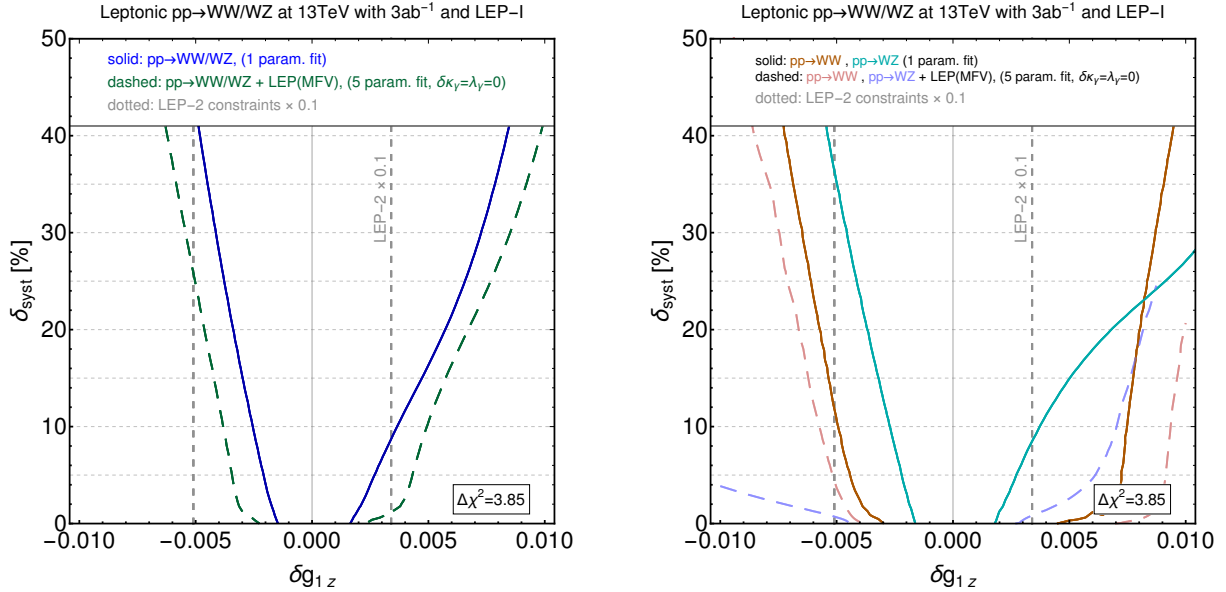 Leptonic pp→WW/WZ at 13TeV with 3ab⁻¹ and LEP-I
solid: pp→WW/WZ, (1 param. fit)
dashed: pp→WW/WZ + LEP(MFV), (5 param. fit, δκγ=λγ=0)
dotted: LEP-2 constraints × 0.1
50
40
30
20
10
0
δsyst [%]
LEP-2 × 0.1
Δχ²=3.85
-0.010
-0.005
0.000
0.005
0.010
δg1 z
Leptonic pp→WW/WZ at 13TeV with 3ab⁻¹ and LEP-I
solid: pp→WW , pp→WZ (1 param. fit)
dashed: pp→WW , pp→WZ + LEP(MFV), (5 param. fit, δκγ=λγ=0)
dotted: LEP-2 constraints × 0.1
50
40
30
20
10
0
δsyst [%]
LEP-2 × 0.1
Δχ²=3.85
-0.010
-0.005
0.000
0.005
0.010
δg1 z